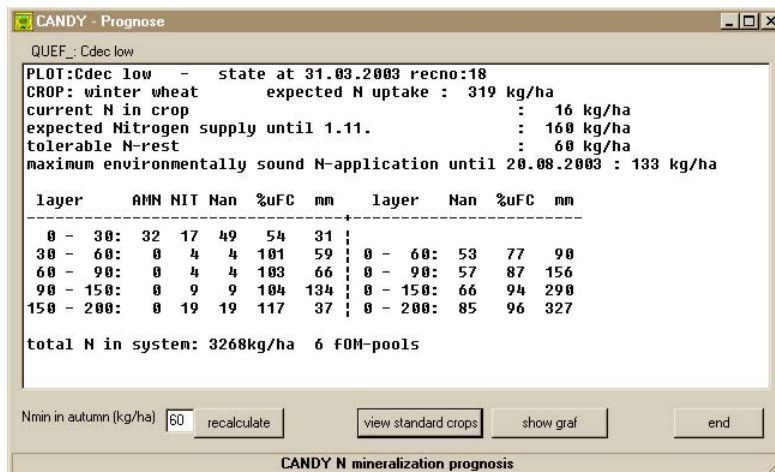 CANDY - Prognose
QUEF_: Cdec low
PLOT:Cdec low - state at 31.03.2003 recno:18
CROP: winter wheat expected N uptake : 319 kg/ha
current N in crop : 16 kg/ha
expected Nitrogen supply until 1.11. : 160 kg/ha
tolerable N-rest : 60 kg/ha
maximum environmentally sound N-application until 20.08.2003 : 133 kg/ha
layer AMN NIT Nan %uFC mm layer Nan %uFC mm
-----------------------------------------+------------------------------
0 - 30: 32 17 49 54 31 ¦
30 - 60: 0 4 4 101 59 ¦ 0 - 60: 53 77 90
60 - 90: 0 4 4 103 66 ¦ 0 - 90: 57 87 156
90 - 150: 0 9 9 104 134 ¦ 0 - 150: 66 94 290
150 - 200: 0 19 19 117 37 ¦ 0 - 200: 85 96 327
total N in system: 3268kg/ha 6 fOM-pools
Nmin in autumn (kg/ha) 60 recalculate view standard crops show graf end
CANDY N mineralization prognosis